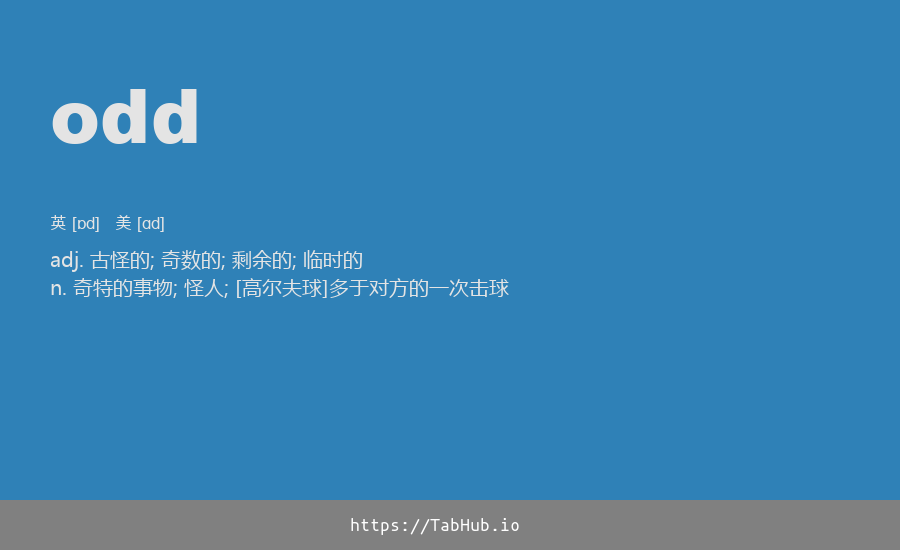 odd
英 [ɒd] 美 [ɑd]
adj. 古怪的; 奇数的; 剩余的; 临时的
n. 奇特的事物; 怪人; [高尔夫球]多于对方的一次击球
https://TabHub.io